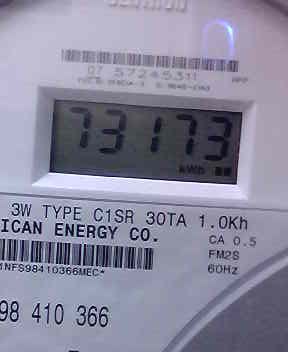 07 57245311
73173
kWh
3W TYPE C1SR 30TA 1.0Kh
ICAN ENERGY CO.
CA 0.5
FM2S
60Hz
1NFS98410366MEC*
98 410 366